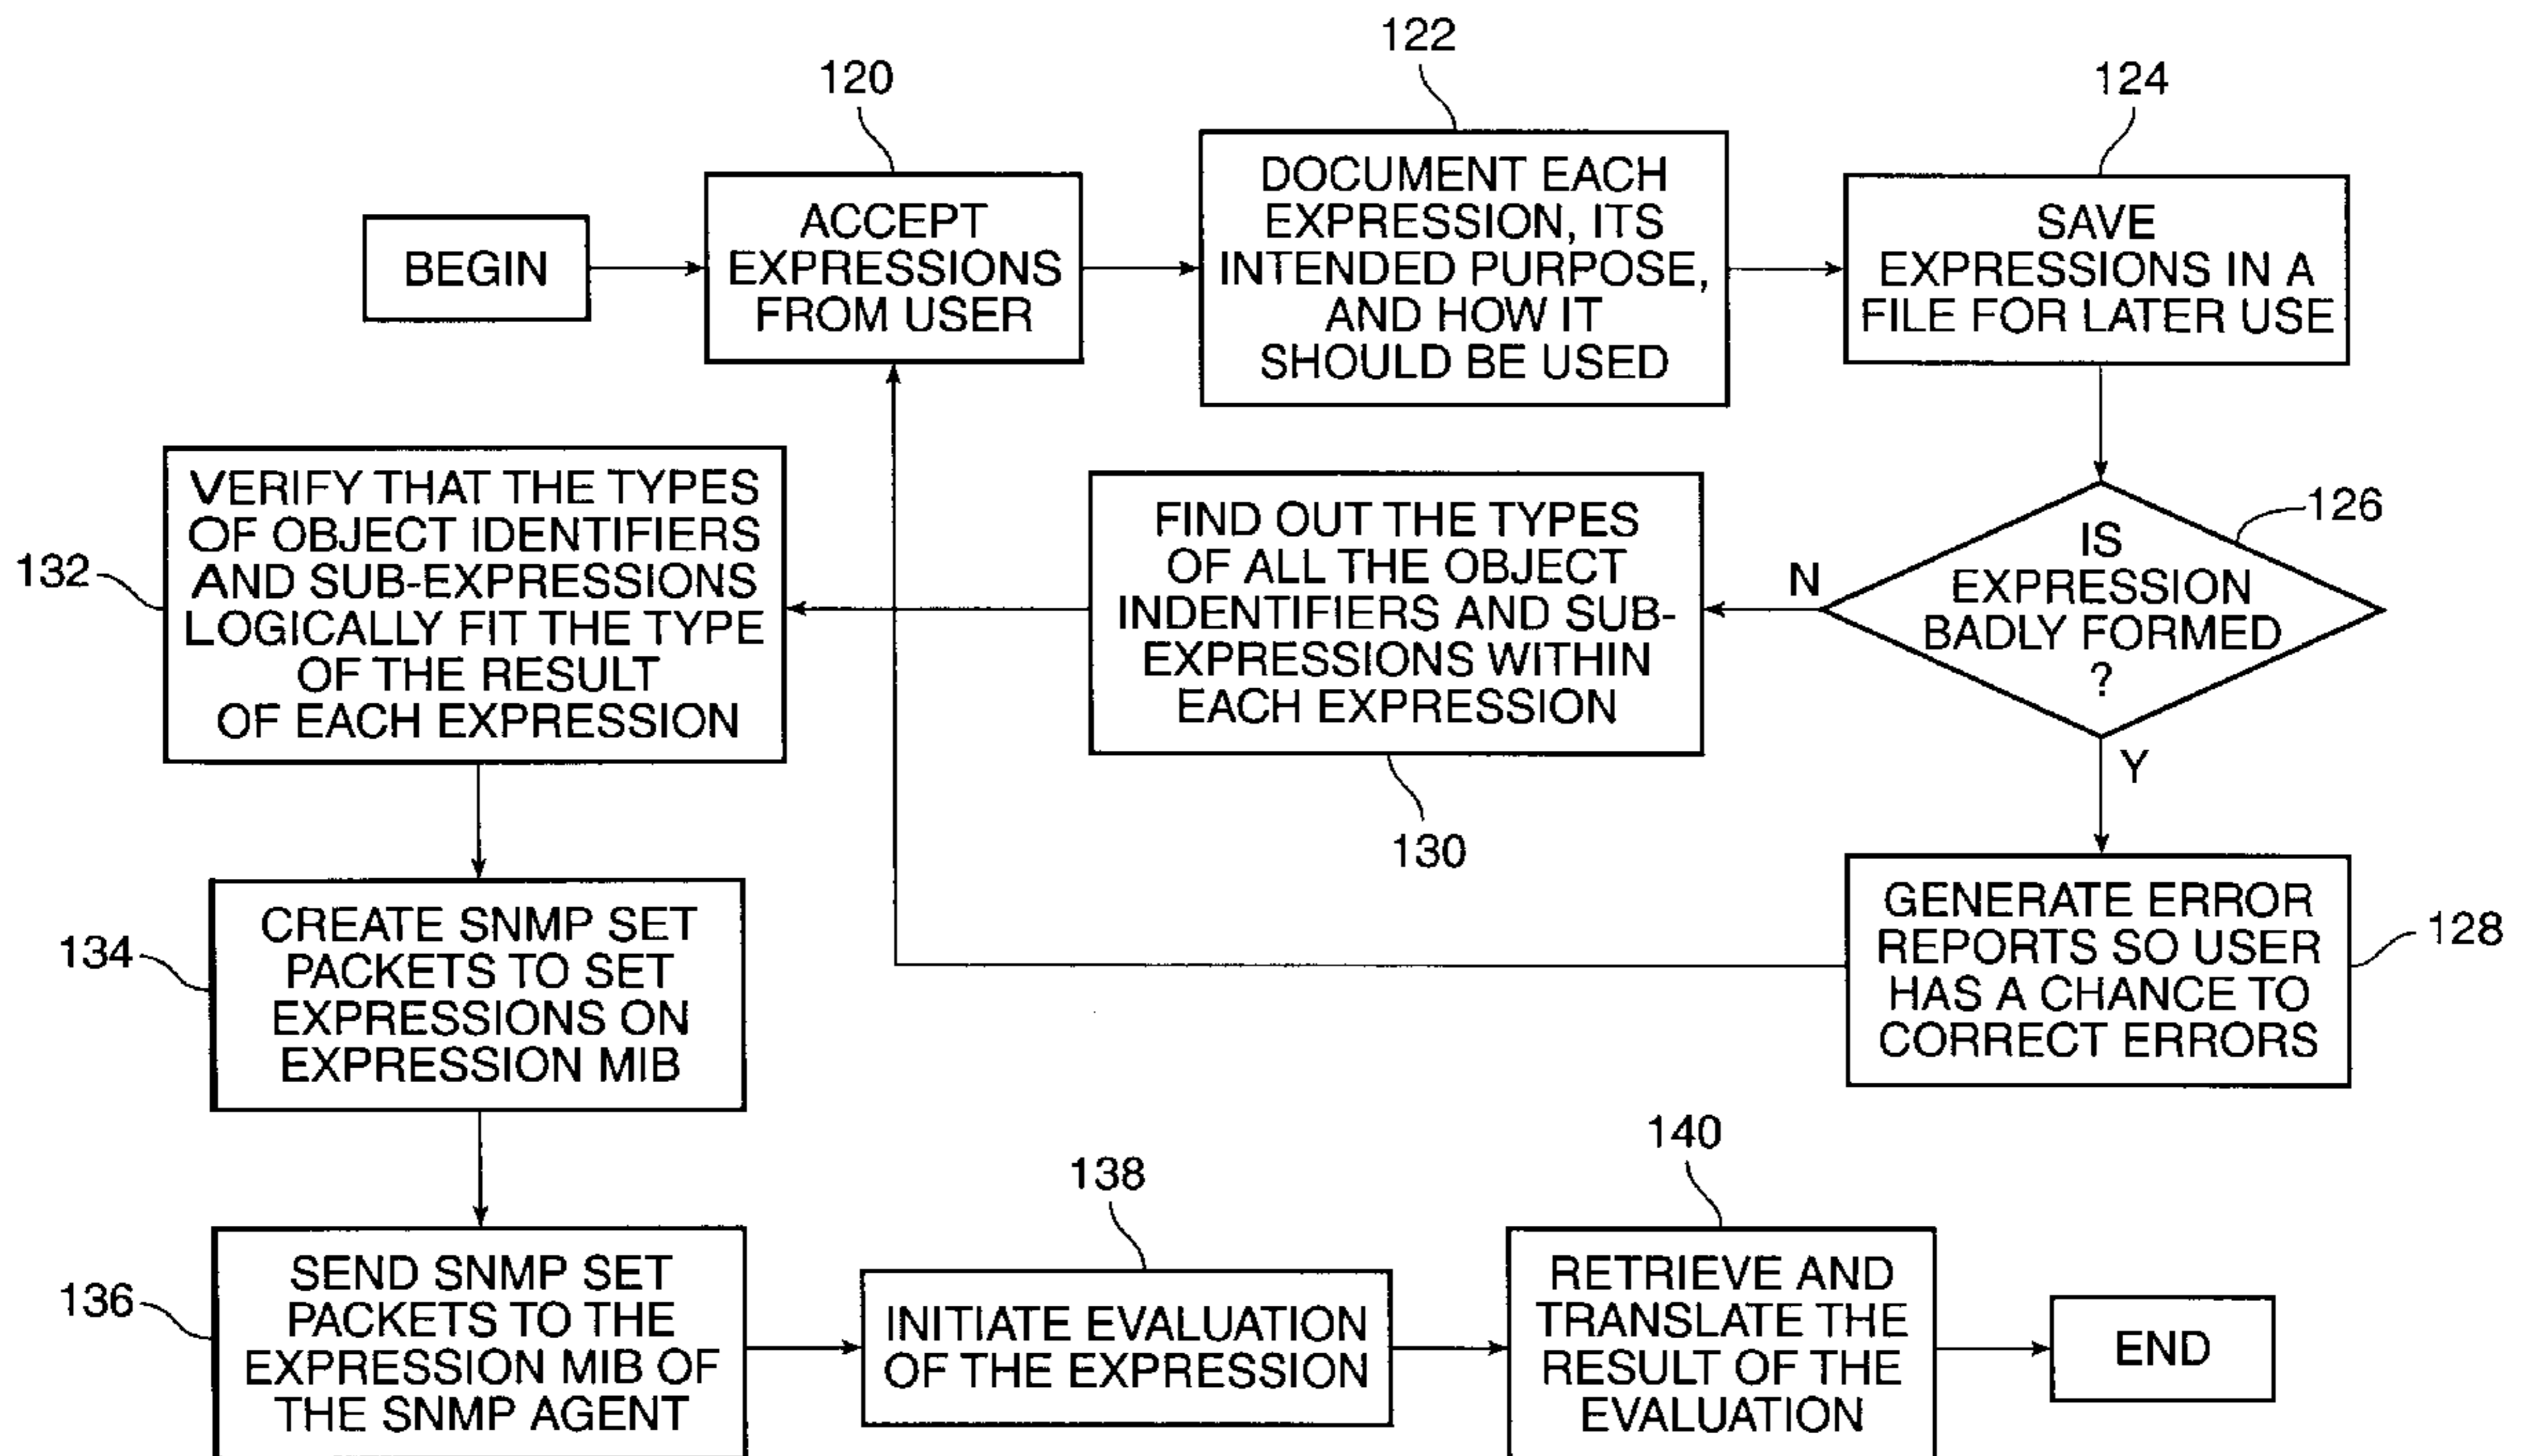 122
120
124
BEGIN
ACCEPT
EXPRESSIONS
FROM USER
DOCUMENT EACH
EXPRESSION, ITS
INTENDED PURPOSE,
AND HOW IT
SHOULD BE USED
SAVE
EXPRESSIONS IN A
FILE FOR LATER USE
126
IS
EXPRESSION
BADLY FORMED
?
N
Y
FIND OUT THE TYPES
OF ALL THE OBJECT
INDENTIFIERS AND SUB-
EXPRESSIONS WITHIN
EACH EXPRESSION
130
132
VERIFY THAT THE TYPES
OF OBJECT IDENTIFIERS
AND SUB-EXPRESSIONS
LOGICALLY FIT THE TYPE
OF THE RESULT
OF EACH EXPRESSION
GENERATE ERROR
REPORTS SO USER
HAS A CHANCE TO
CORRECT ERRORS
128
134
CREATE SNMP SET
PACKETS TO SET
EXPRESSIONS ON
EXPRESSION MIB
136
SEND SNMP SET
PACKETS TO THE
EXPRESSION MIB OF
THE SNMP AGENT
138
INITIATE EVALUATION
OF THE EXPRESSION
140
RETRIEVE AND
TRANSLATE THE
RESULT OF THE
EVALUATION
END